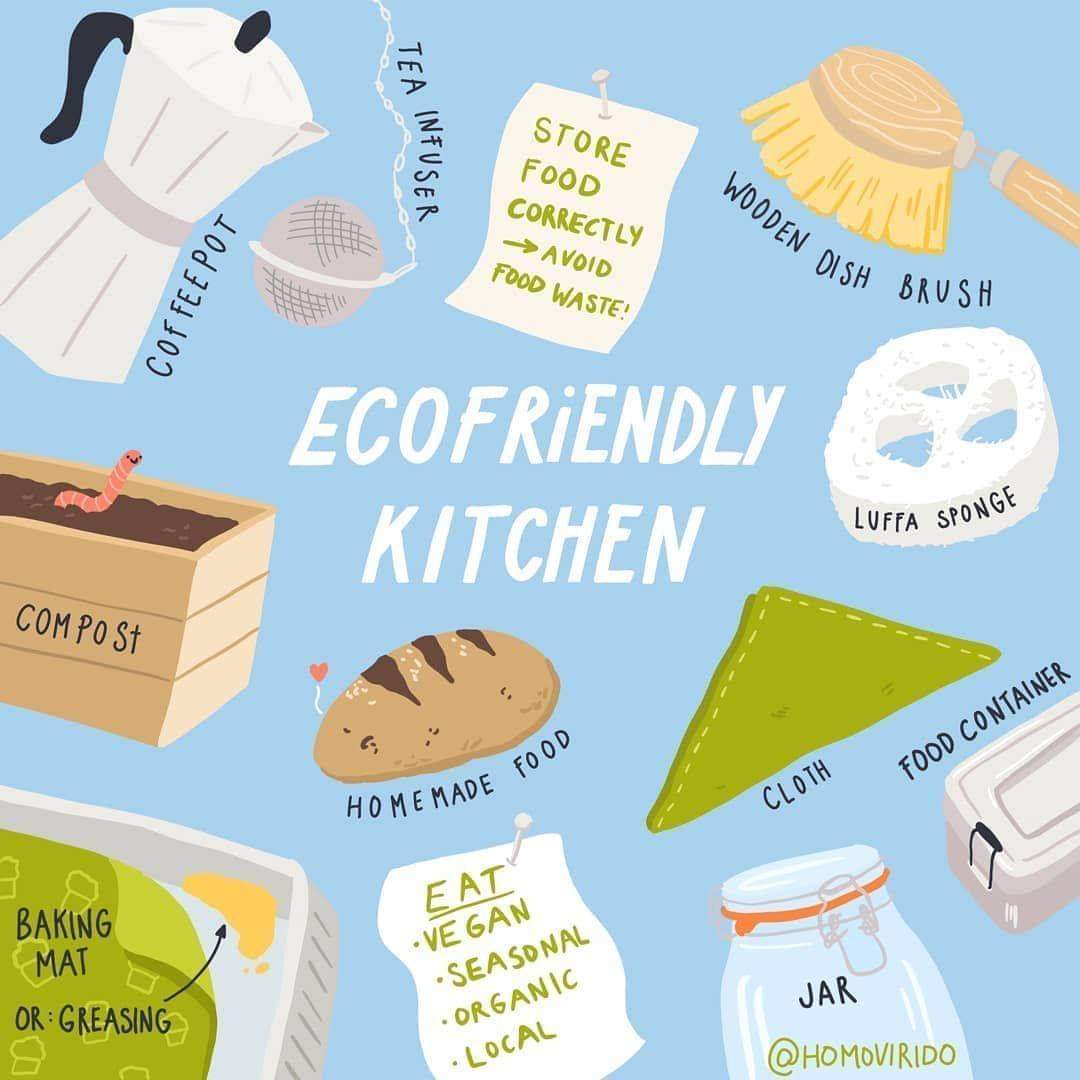 TEA INFUSER
COFFEEPOT
STORE
FOOD
CORRECTLY
→ AVOID
FOOD WASTE!
WOODEN DISH BRUSH
ECOFRiENDLY
KITCHEN
LUFFA SPONGE
COMPOSt
HOMEMADE FOOD
CLOTH
FOOD CONTAINER
BAKING
MAT
OR: GREASING
EAT
· VEGAN
· SEASONAL
· ORGANIC
· LOCAL
JAR
@HOMOVIRIDO